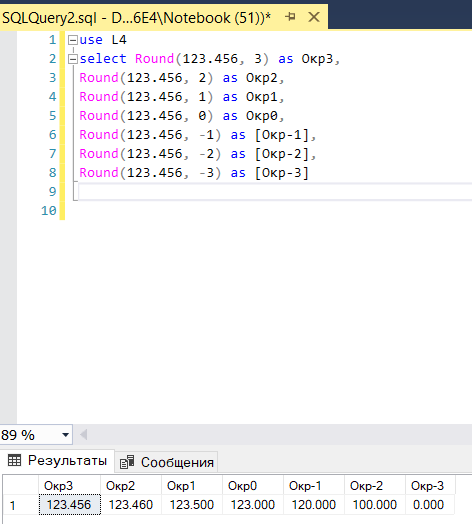 SQLQuery2.sql - D...6E4\Notebook (51))*
1 use L4
2 select Round(123.456, 3) as Окр3,
3 Round(123.456, 2) as Окр2,
4 Round(123.456, 1) as Окр1,
5 Round(123.456, 0) as Окр0,
6 Round(123.456, -1) as [Окр-1],
7 Round(123.456, -2) as [Окр-2],
8 Round(123.456, -3) as [Окр-3]
9
10
89 %
Результаты Сообщения
Окр3 Окр2 Окр1 Окр0 Окр-1 Окр-2 Окр-3
1 123.456 123.460 123.500 123.000 120.000 100.000 0.000